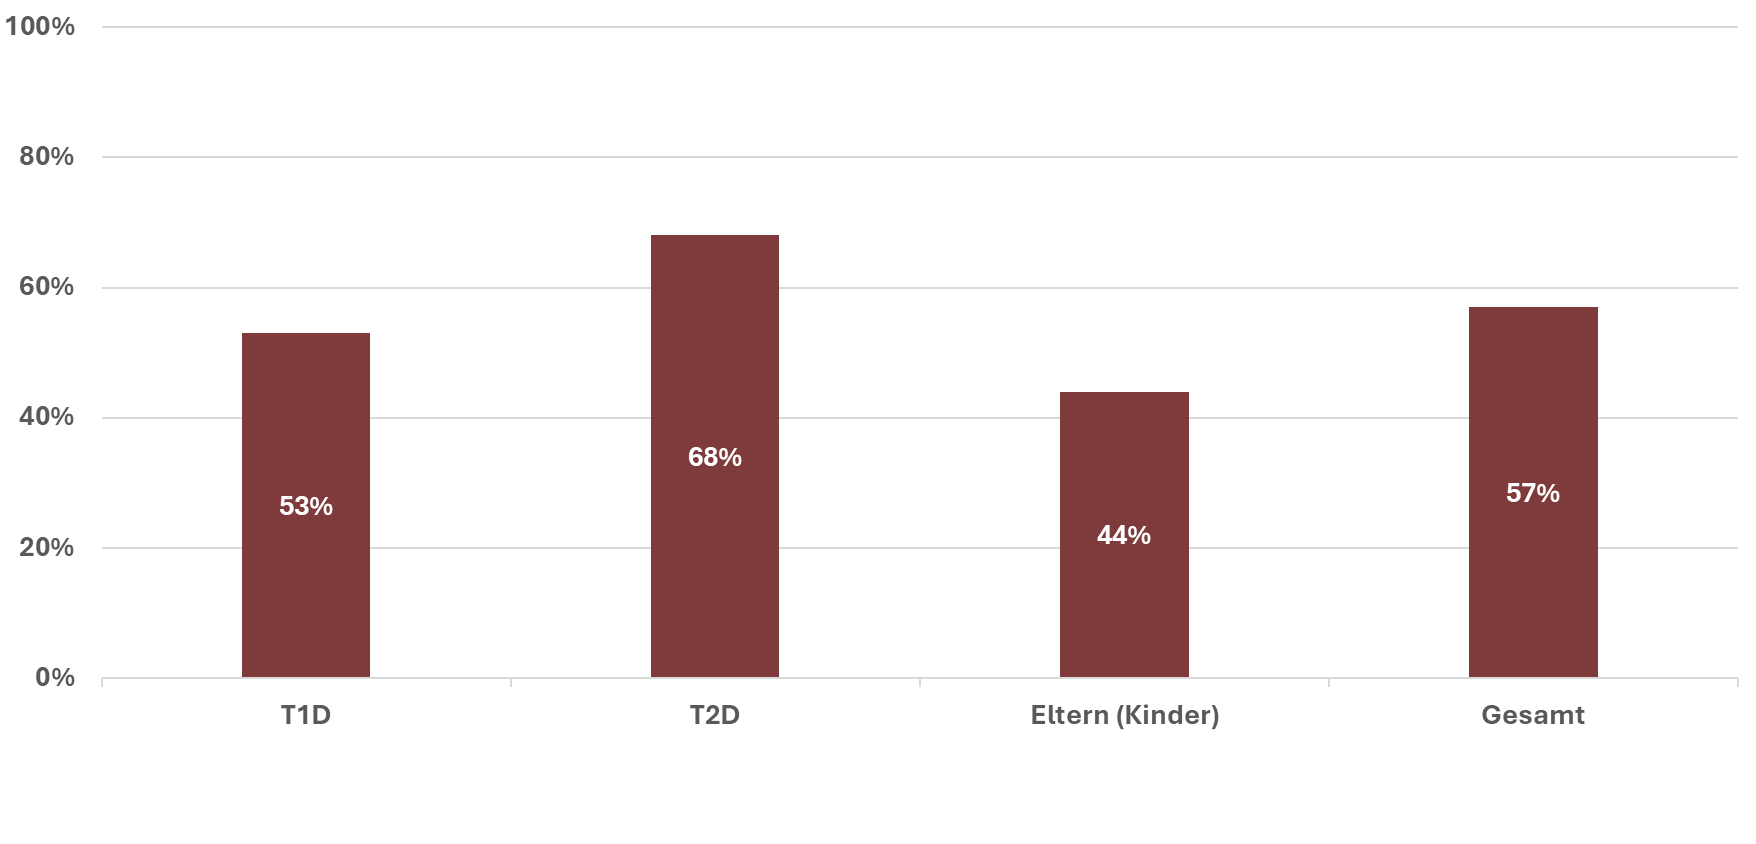 100%
80%
60%
40%
20%
0%
53%
68%
44%
57%
T1D
T2D
Eltern (Kinder)
Gesamt